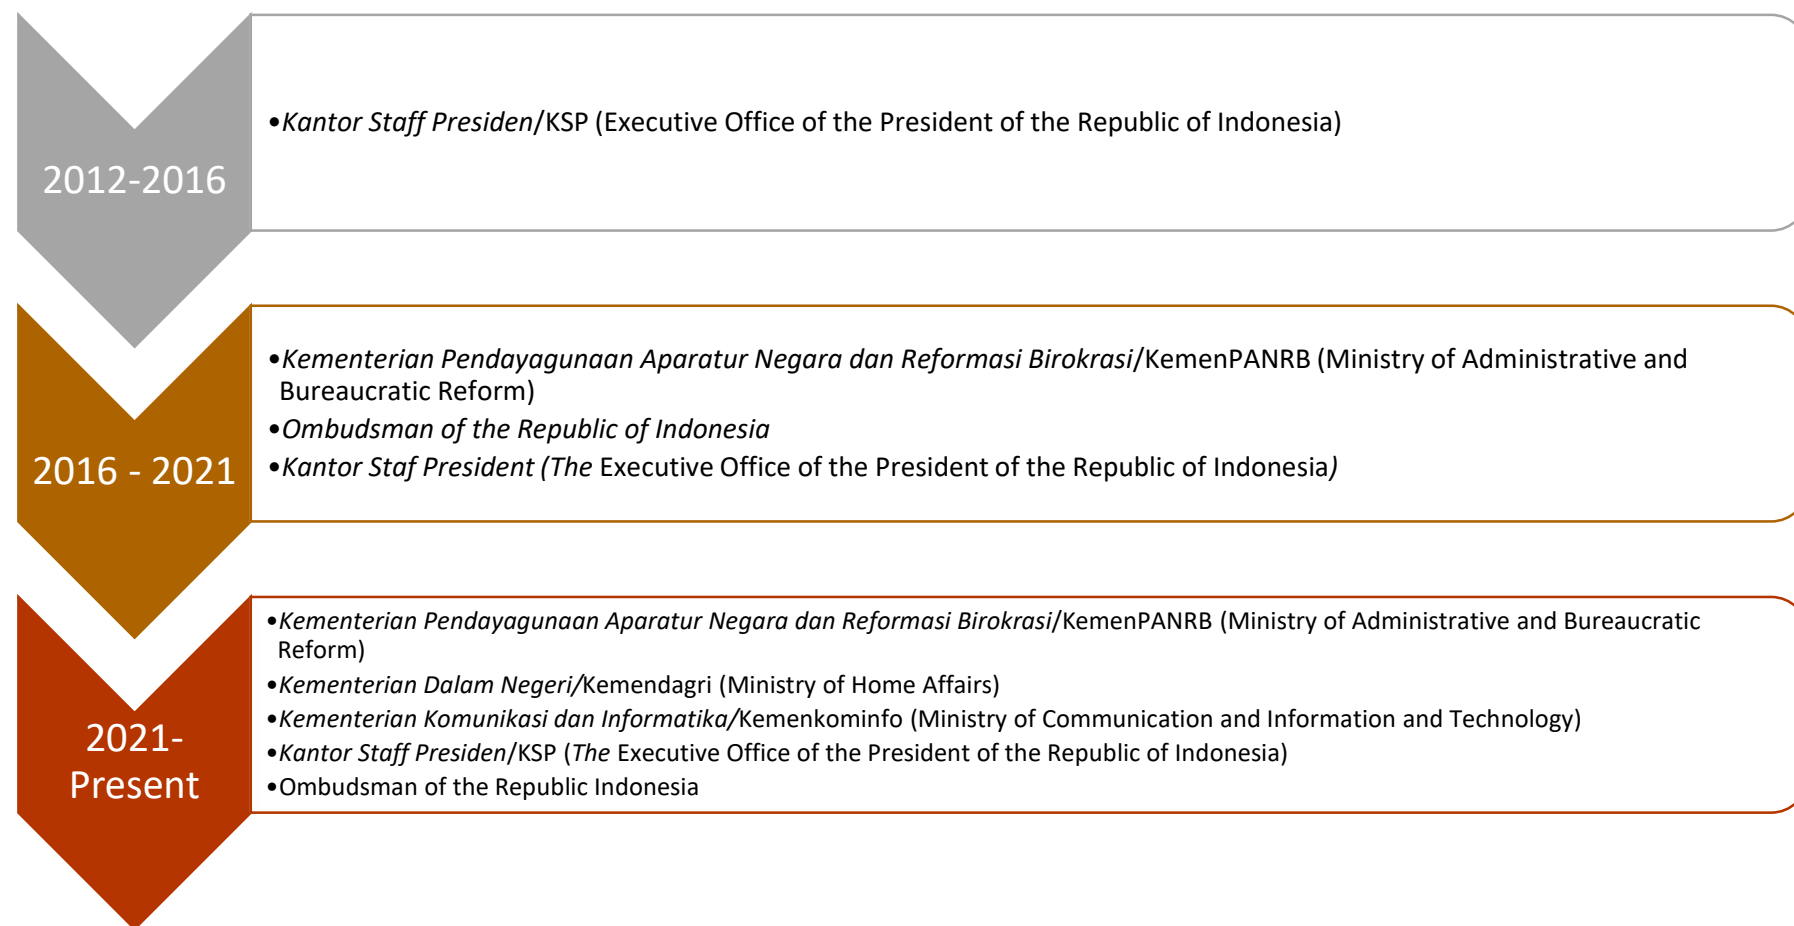 2012-2016
•Kantor Staff Presiden/KSP (Executive Office of the President of the Republic of Indonesia)
2016 - 2021
•Kementerian Pendayagunaan Aparatur Negara dan Reformasi Birokrasi/KemenPANRB (Ministry of Administrative and
Bureaucratic Reform)
•Ombudsman of the Republic of Indonesia
•Kantor Staf President (The Executive Office of the President of the Republic of Indonesia)
2021-
Present
•Kementerian Pendayagunaan Aparatur Negara dan Reformasi Birokrasi/KemenPANRB (Ministry of Administrative and Bureaucratic
Reform)
•Kementerian Dalam Negeri/Kemendagri (Ministry of Home Affairs)
•Kementerian Komunikasi dan Informatika/Kemenkominfo (Ministry of Communication and Information and Technology)
•Kantor Staff Presiden/KSP (The Executive Office of the President of the Republic of Indonesia)
•Ombudsman of the Republic Indonesia